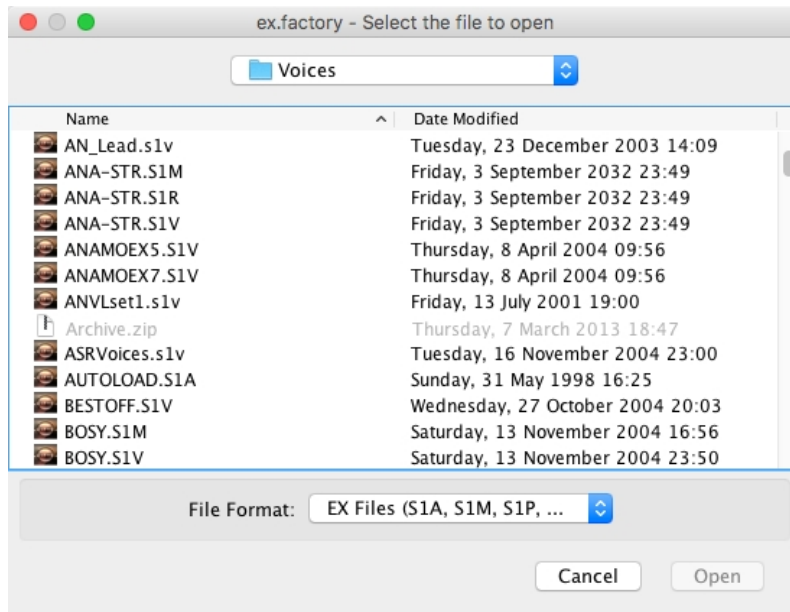 ex.factory - Select the file to open
Voices
Name Date Modified
AN_Lead.s1v Tuesday, 23 December 2003 14:09
ANA-STR.S1M Friday, 3 September 2032 23:49
ANA-STR.S1R Friday, 3 September 2032 23:49
ANA-STR.S1V Friday, 3 September 2032 23:49
ANAMOEX5.S1V Thursday, 8 April 2004 09:56
ANAMOEX7.S1V Thursday, 8 April 2004 09:56
ANVLset1.s1v Friday, 13 July 2001 19:00
Archive.zip Thursday, 7 March 2013 18:47
ASRVoices.s1v Tuesday, 16 November 2004 23:00
AUTOLOAD.S1A Sunday, 31 May 1998 16:25
BESTOFF.S1V Wednesday, 27 October 2004 20:03
BOSY.S1M Saturday, 13 November 2004 16:56
BOSY.S1V Saturday, 13 November 2004 23:50
File Format: EX Files (S1A, S1M, S1P, ...
Cancel Open